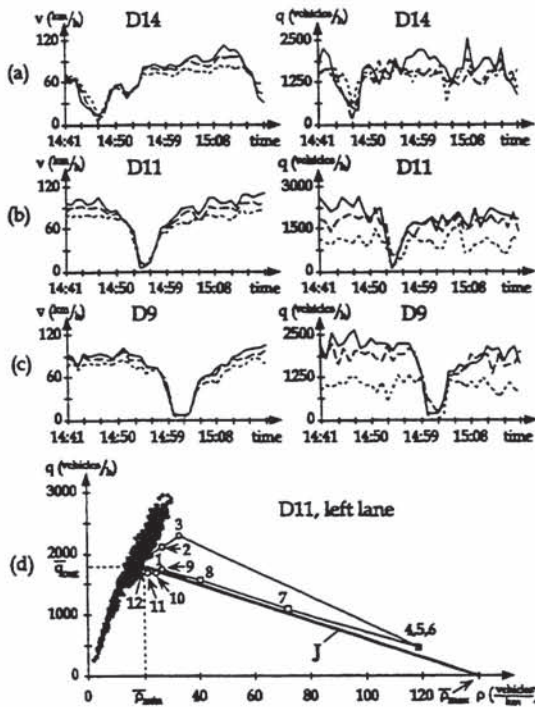 v (km/h) D14 q (vehicles/h)
120 2500
(a) 60 1250
0 0
14:41 14:50 14:59 15:08 time 14:41 14:50 14:59 15:08 time
v (km/h) D11 q (vehicles/h) D11
120 3000
(b) 60 1500
0 0
14:41 14:50 14:59 15:08 time 14:41 14:50 14:59 15:08 time
v (km/h) D9 q (vehicles/h) D9
120 2500
(c) 60 1250
0 0
14:41 14:50 14:59 15:08 time 14:41 14:50 14:59 15:08 time
q (vehicles/h)
3000 D11, left lane
3
2
(d) q̄out 1 9
8
12 11 10
7
4,5,6
2000
1000
J
0
0 ρ̄min 40 60 80 100 120 ρ̄max ρ (vehicles/km)
D14